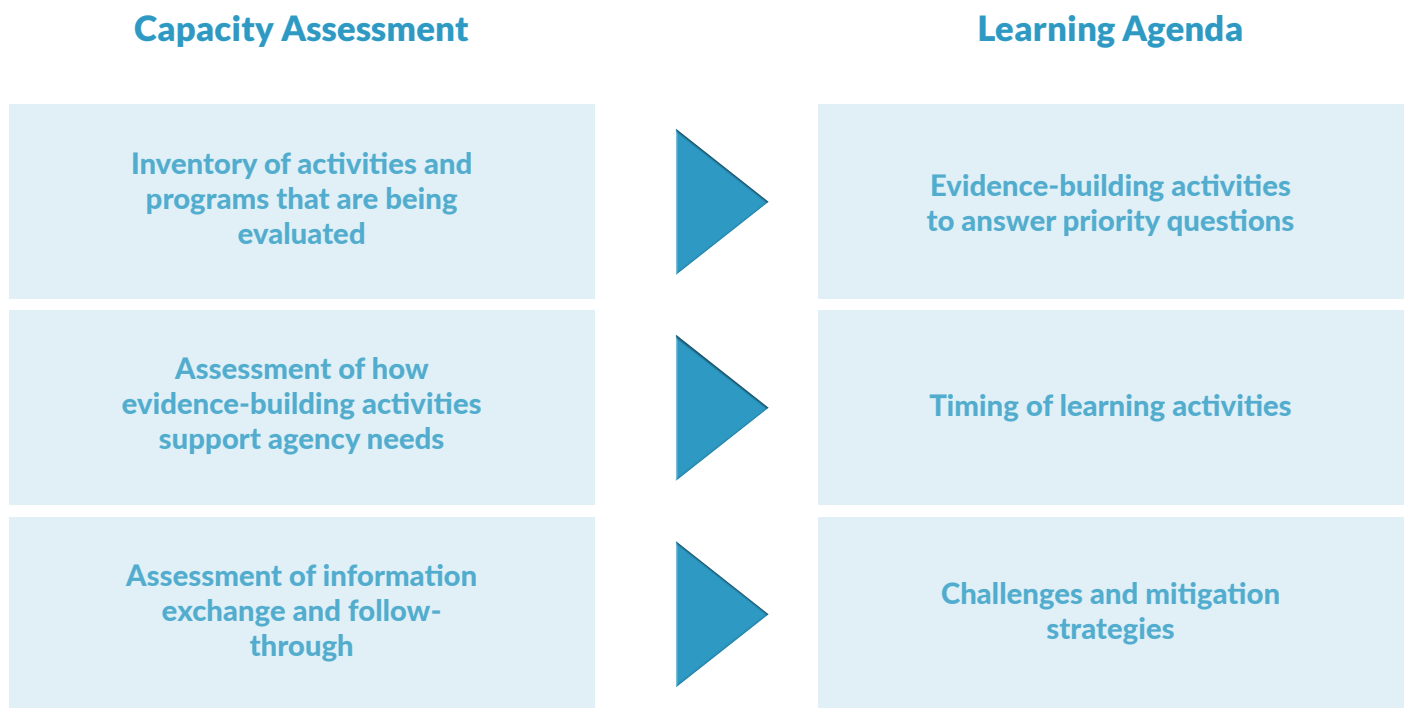 Capacity Assessment
Learning Agenda
Inventory of activities and
programs that are being
evaluated
Evidence-building activities
to answer priority questions
Assessment of how
evidence-building activities
support agency needs
Timing of learning activities
Assessment of information
exchange and follow-
through
Challenges and mitigation
strategies